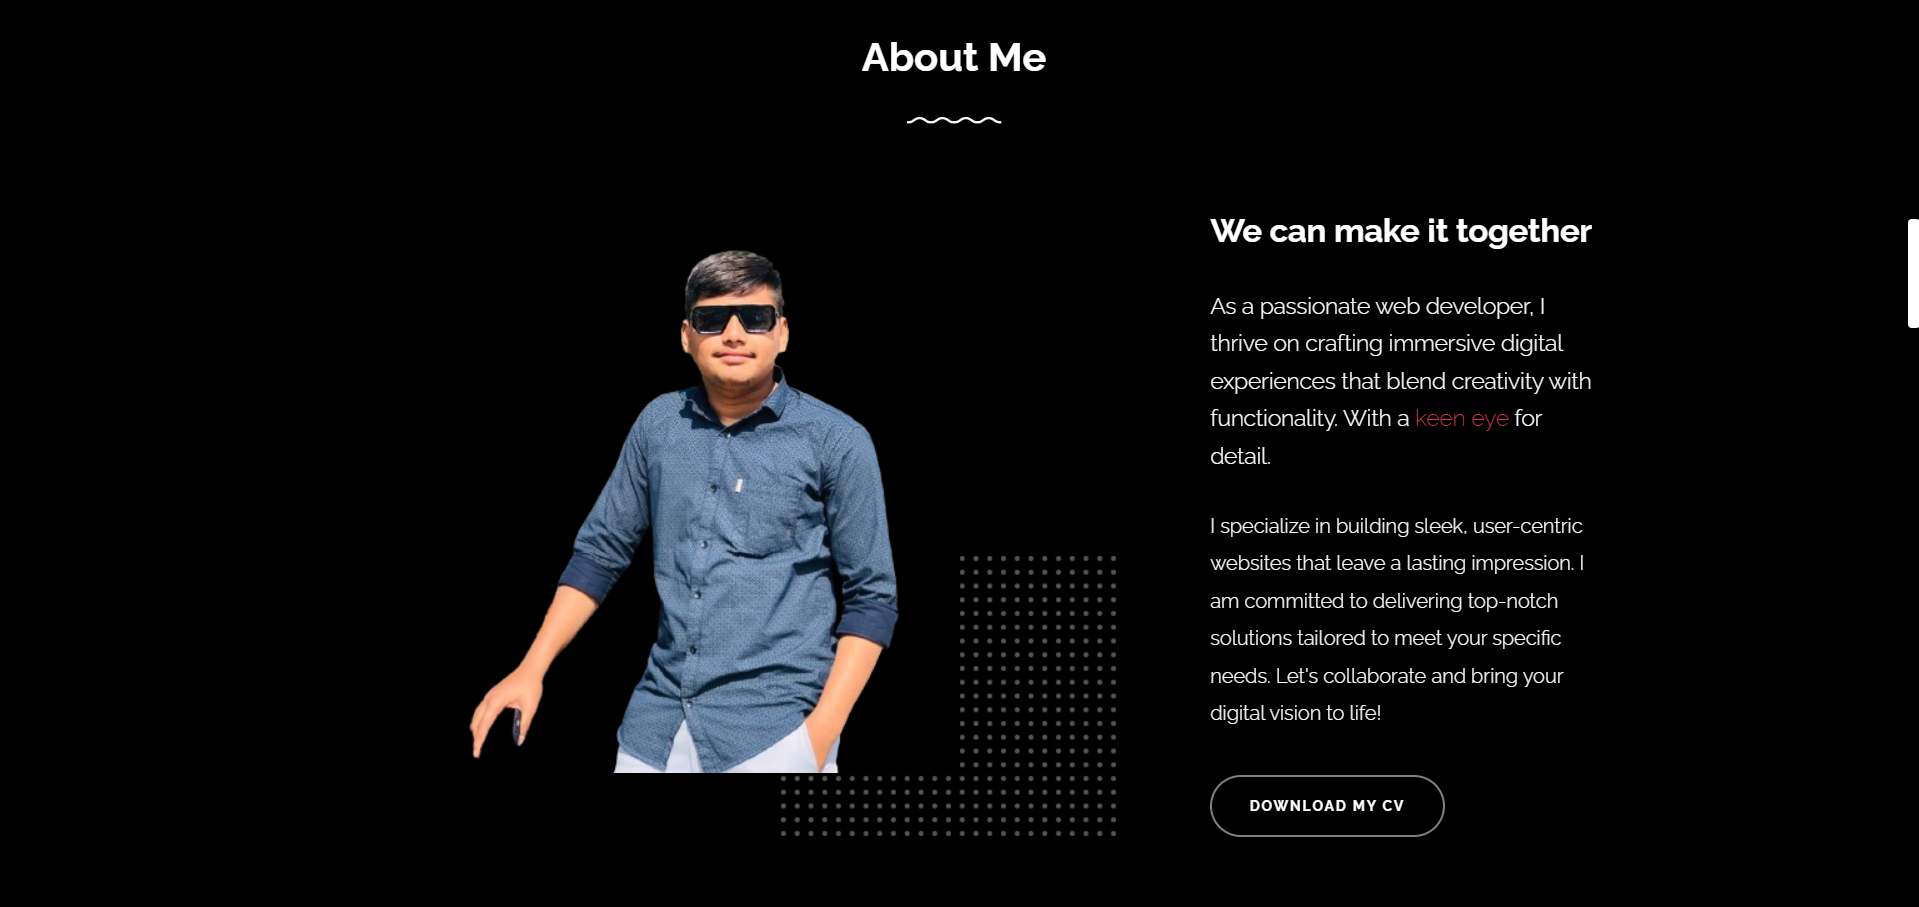 About Me
We can make it together
As a passionate web developer, I
thrive on crafting immersive digital
experiences that blend creativity with
functionality. With a keen eye for
detail.
I specialize in building sleek, user-centric
websites that leave a lasting impression. I
am committed to delivering top-notch
solutions tailored to meet your specific
needs. Let's collaborate and bring your
digital vision to life!
DOWNLOAD MY CV